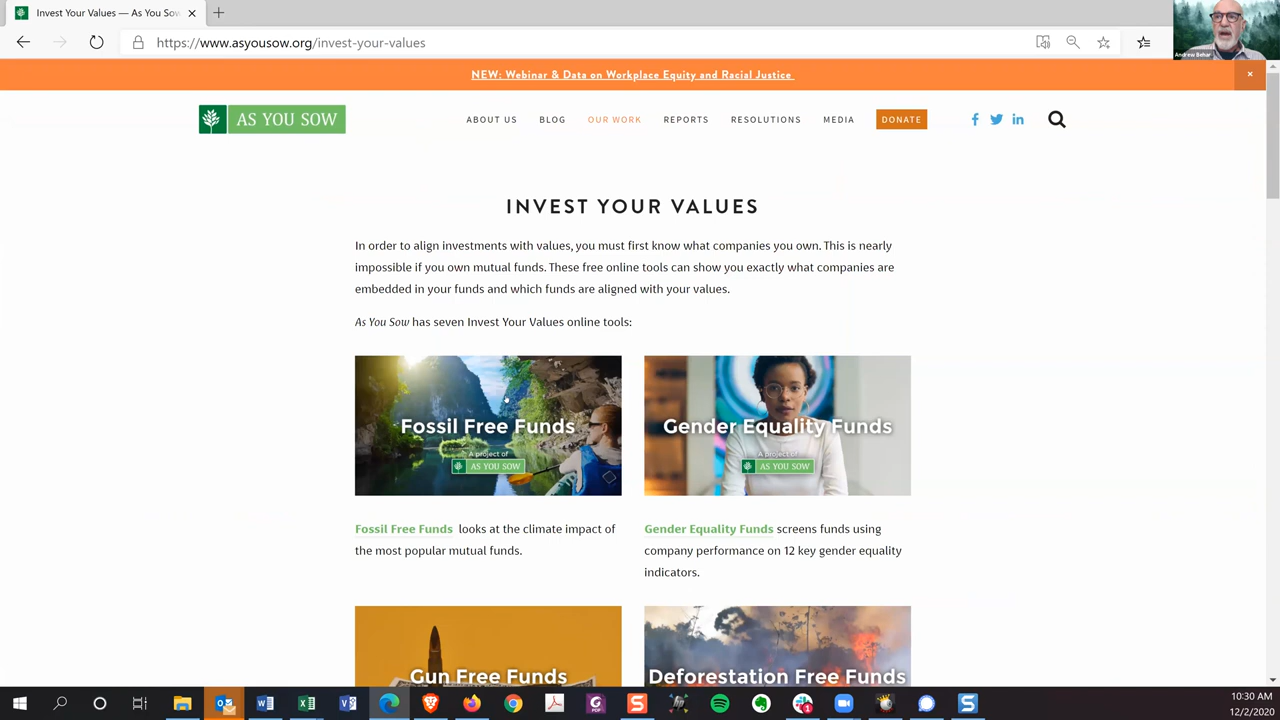 Invest Your Values — As You Sow
https://www.asyousow.org/invest-your-values
Andrew Behar
NEW: Webinar & Data on Workplace Equity and Racial Justice
AS YOU SOW
ABOUT US
BLOG
OUR WORK
REPORTS
RESOLUTIONS
MEDIA
DONATE
INVEST YOUR VALUES
In order to align investments with values, you must first know what companies you own. This is nearly
impossible if you own mutual funds. These free online tools can show you exactly what companies are
embedded in your funds and which funds are aligned with your values.
As You Sow has seven Invest Your Values online tools:
Fossil Free Funds
A project of
AS YOU SOW
Gender Equality Funds
A project of
AS YOU SOW
Fossil Free Funds looks at the climate impact of
the most popular mutual funds.
Gender Equality Funds screens funds using
company performance on 12 key gender equality
indicators.
Gun Free Funds
Deforestation Free Funds
10:30 AM
12/2/2020